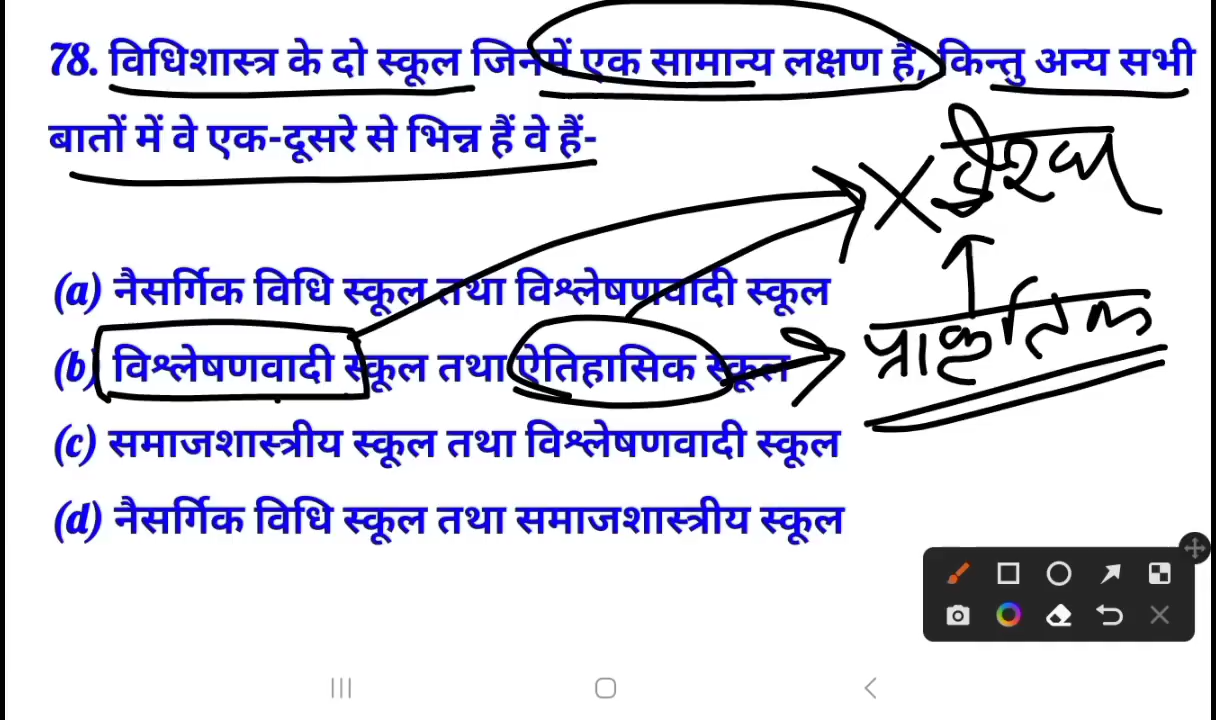 78. विधिशास्त्र के दो स्कूल जिनमें एक सामान्य लक्षण है, किन्तु अन्य सभी
बातों में वे एक-दूसरे से भिन्न हैं वे हैं-
ईश्वर
(a) नैसर्गिक विधि स्कूल तथा विश्लेषणवादी स्कूल
प्राकृतिक
(b) विश्लेषणवादी स्कूल तथा ऐतिहासिक स्कूल
(c) समाजशास्त्रीय स्कूल तथा विश्लेषणवादी स्कूल
(d) नैसर्गिक विधि स्कूल तथा समाजशास्त्रीय स्कूल